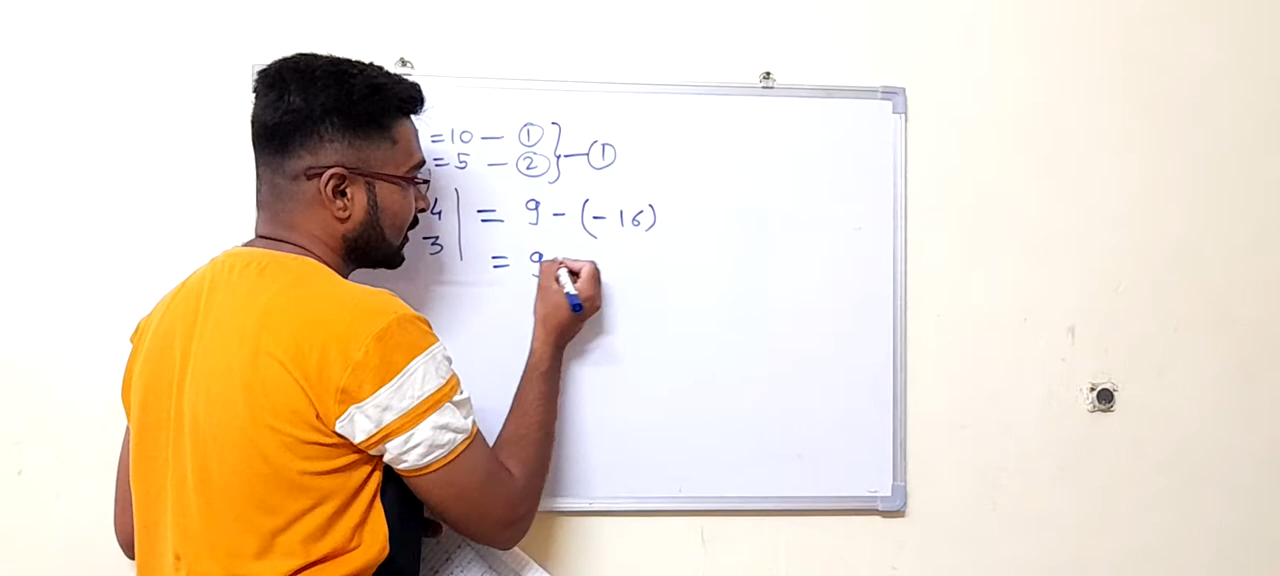 =10 — ①
=5 — ② } — ①
-4 | = 9 - (-16)
3 |
= 9